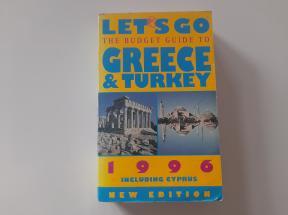 LET'S GO
THE BUDGET GUIDE TO
GREECE
& TURKEY
1996
INCLUDING CYPRUS
NEW EDITION